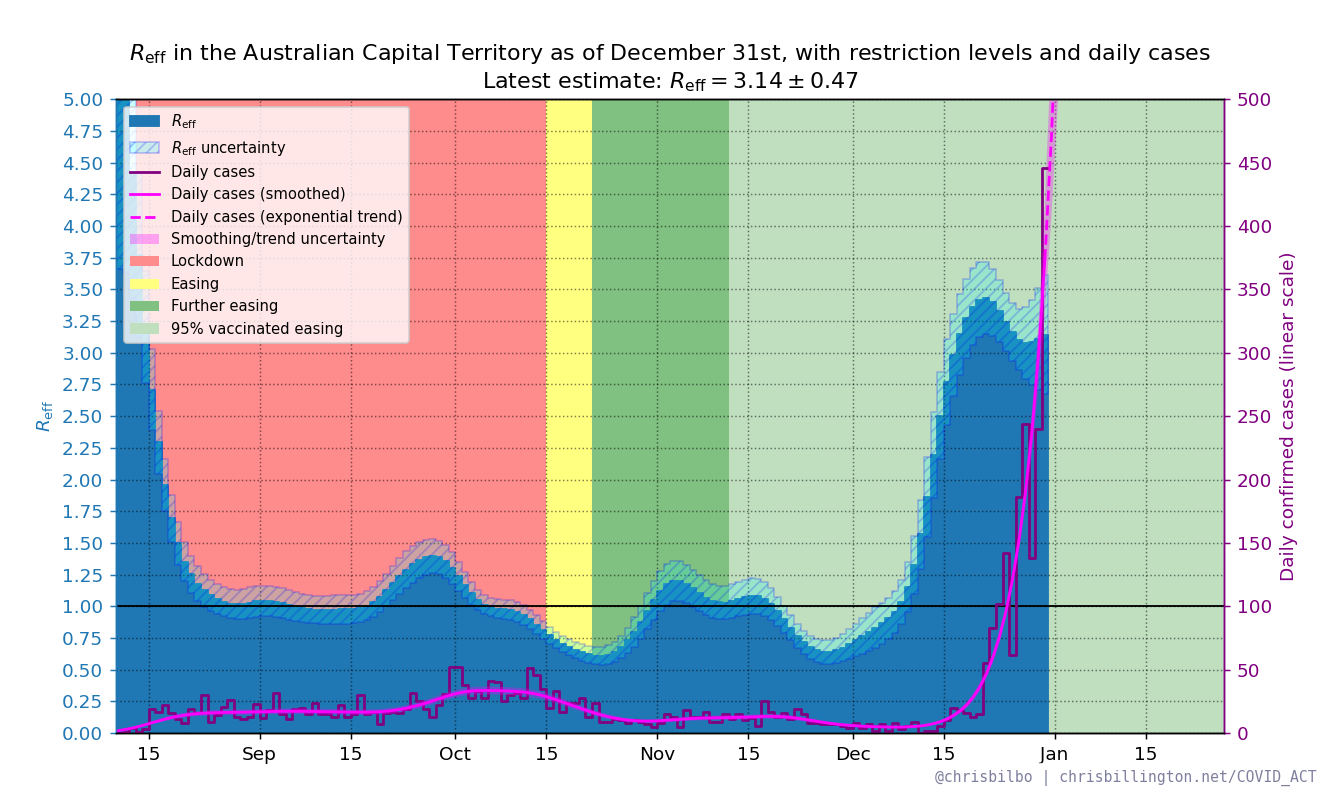 R_eff in the Australian Capital Territory as of December 31st, with restriction levels and daily cases
Latest estimate: R_eff = 3.14 ± 0.47
R_eff
R_eff uncertainty
Daily cases
Daily cases (smoothed)
Daily cases (exponential trend)
Smoothing/trend uncertainty
Lockdown
Easing
Further easing
95% vaccinated easing
5.00
4.75
4.50
4.25
4.00
3.75
3.50
3.25
3.00
2.75
2.50
2.25
2.00
1.75
1.50
1.25
1.00
0.75
0.50
0.25
0.00
R_eff
500
450
400
350
300
250
200
150
100
50
0
Daily confirmed cases (linear scale)
15 Sep 15 Oct 15 Nov 15 Dec 15 Jan 15
@chrisbilbo | chrisbillington.net/COVID_ACT